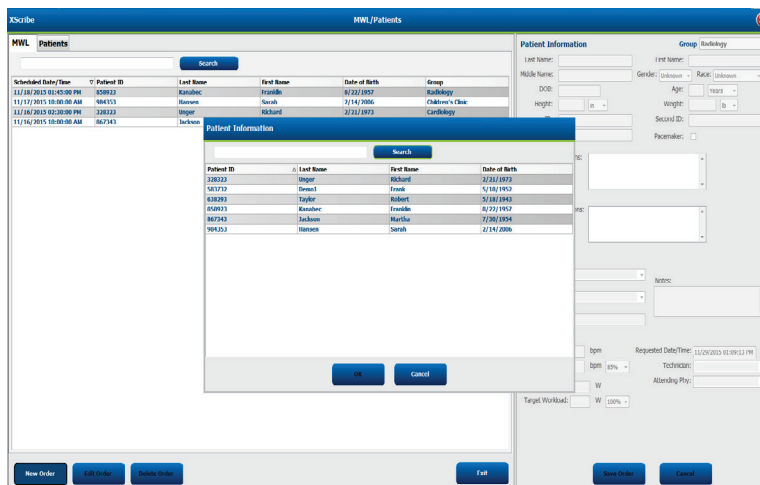 XScribe MWL/Patients
MWL Patients
Search
Scheduled Date/Time Patient ID Last Name First Name Date of Birth Group
11/18/2015 01:45:00 PM 858923 Kanabec Franklin 8/22/1957 Radiology
11/17/2015 10:00:00 AM 984353 Hansen Sarah 2/14/2006 Children's Clinic
11/16/2015 02:30:00 PM 328323 Unger Richard 2/21/1973 Cardiology
11/16/2015 10:00:00 AM 867343 Jackson
Patient Information
Search
Patient ID Last Name First Name Date of Birth
328323 Unger Richard 2/21/1973
583732 Demo1 Frank 5/18/1952
638293 Taylor Robert 5/18/1943
858923 Kanabec Franklin 8/22/1957
867343 Jackson Martha 7/30/1954
984353 Hansen Sarah 2/14/2006
OK Cancel
Patient Information Group Radiology
Last Name: First Name:
Middle Name: Gender: Unknown Race: Unknown
DOB: Age: Years
Height: in Weight: lb
Second ID:
Pacemaker:
Notes:
bpm Requested Date/Time: 11/29/2015 01:09:13 PM
bpm 85% Technician:
W Attending Phy:
Target Workload: W 100%
New Order Edit Order Delete Order Exit Save Order Cancel